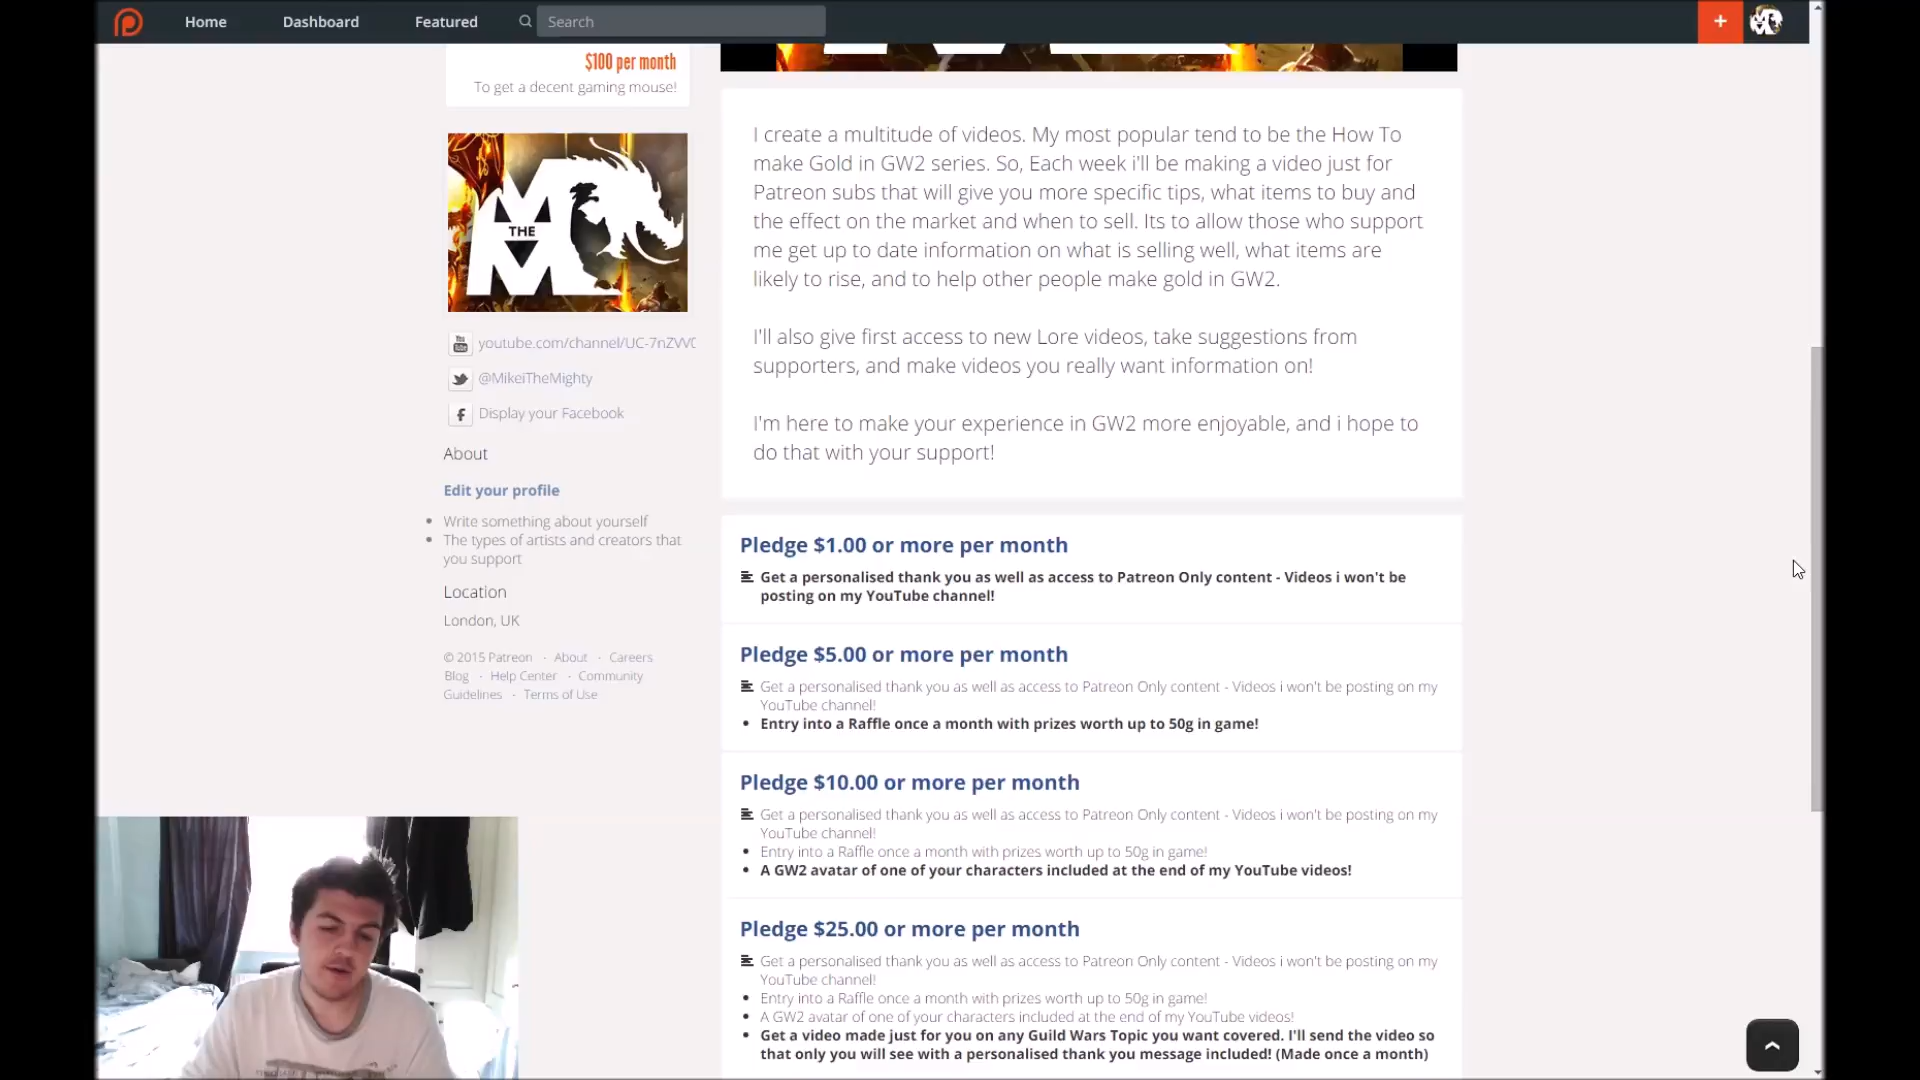 Home
Dashboard
Featured
Search
+
$100 per month
To get a decent gaming mouse!
M
THE
M
youtube.com/channel/UC-7nZVV
@MikeiTheMighty
Display your Facebook
About
Edit your profile
• Write something about yourself
• The types of artists and creators that
you support
Location
London, UK
© 2015 Patreon · About · Careers
Blog · Help Center · Community
Guidelines · Terms of Use
I create a multitude of videos. My most popular tend to be the How To
make Gold in GW2 series. So, Each week i'll be making a video just for
Patreon subs that will give you more specific tips, what items to buy and
the effect on the market and when to sell. Its to allow those who support
me get up to date information on what is selling well, what items are
likely to rise, and to help other people make gold in GW2.
I'll also give first access to new Lore videos, take suggestions from
supporters, and make videos you really want information on!
I'm here to make your experience in GW2 more enjoyable, and i hope to
do that with your support!
Pledge $1.00 or more per month
Get a personalised thank you as well as access to Patreon Only content - Videos i won't be
posting on my YouTube channel!
Pledge $5.00 or more per month
Get a personalised thank you as well as access to Patreon Only content - Videos i won't be posting on my
YouTube channel!
• Entry into a Raffle once a month with prizes worth up to 50g in game!
Pledge $10.00 or more per month
Get a personalised thank you as well as access to Patreon Only content - Videos i won't be posting on my
YouTube channel!
• Entry into a Raffle once a month with prizes worth up to 50g in game!
• A GW2 avatar of one of your characters included at the end of my YouTube videos!
Pledge $25.00 or more per month
Get a personalised thank you as well as access to Patreon Only content - Videos i won't be posting on my
YouTube channel!
• Entry into a Raffle once a month with prizes worth up to 50g in game!
• A GW2 avatar of one of your characters included at the end of my YouTube videos!
• Get a video made just for you on any Guild Wars Topic you want covered. I'll send the video so
that only you will see with a personalised thank you message included! (Made once a month)